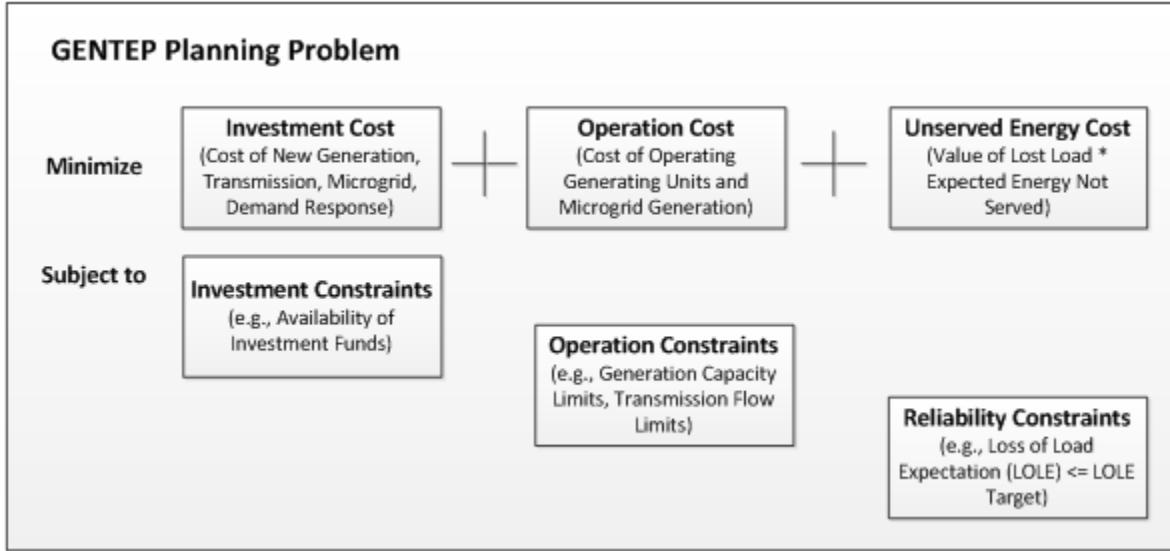 GENTEP Planning Problem
Minimize
Investment Cost
(Cost of New Generation,
Transmission, Microgrid,
Demand Response)
+
Operation Cost
(Cost of Operating
Generating Units and
Microgrid Generation)
+
Unserved Energy Cost
(Value of Lost Load *
Expected Energy Not
Served)
Subject to
Investment Constraints
(e.g., Availability of
Investment Funds)
Operation Constraints
(e.g., Generation Capacity
Limits, Transmission Flow
Limits)
Reliability Constraints
(e.g., Loss of Load
Expectation (LOLE) <= LOLE
Target)